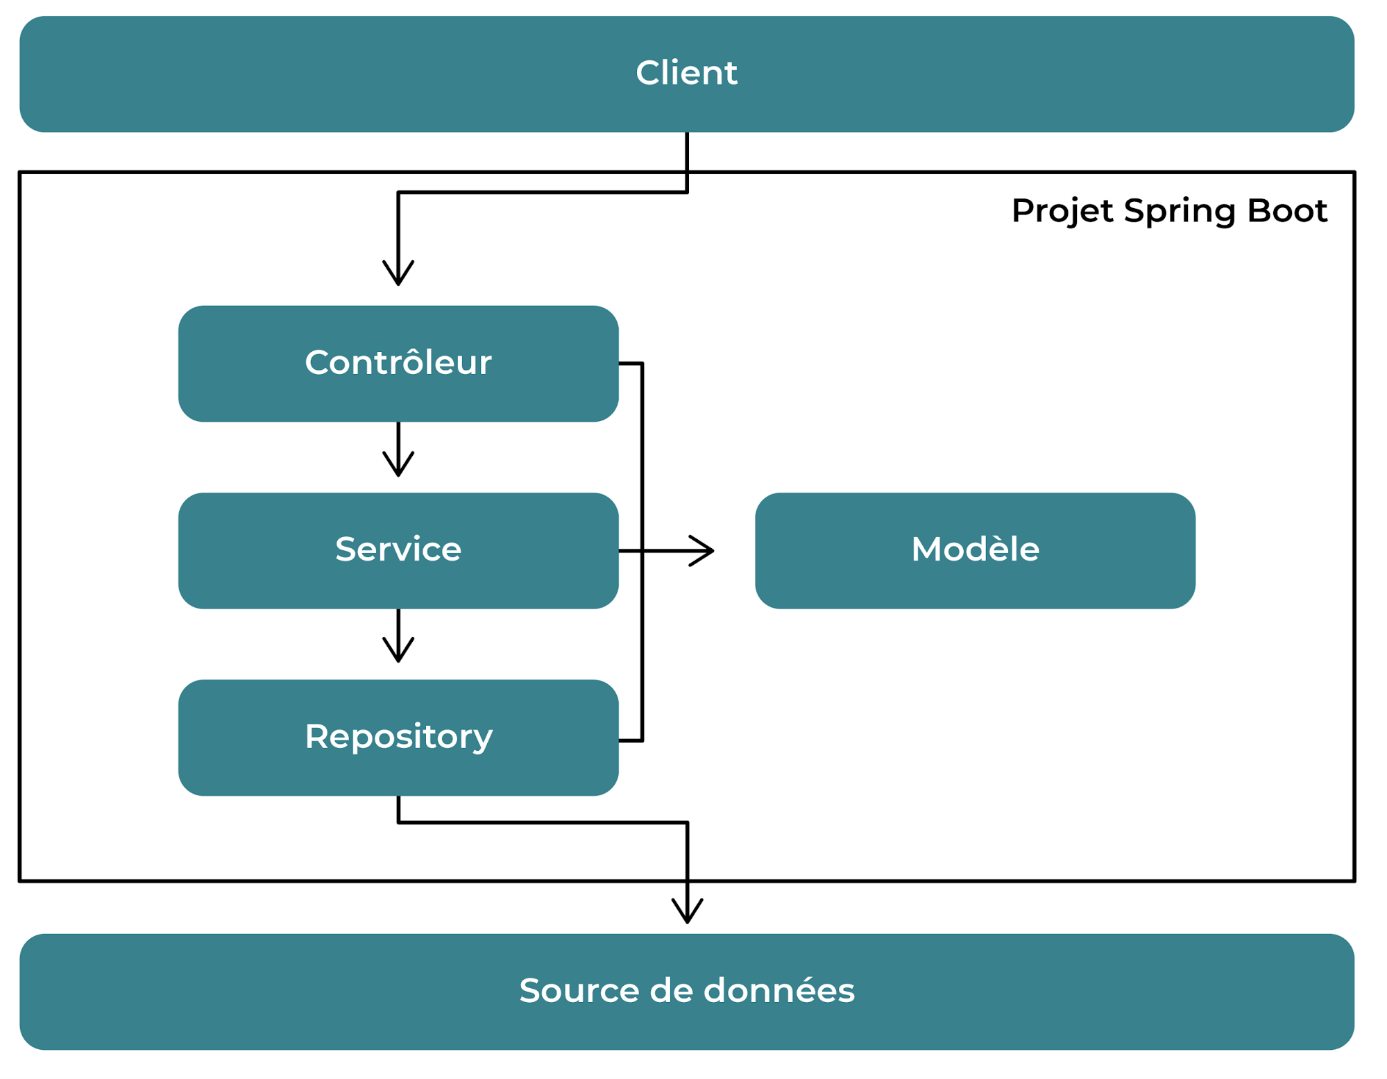 Client
Projet Spring Boot
Contrôleur
Service
Modèle
Repository
Source de données